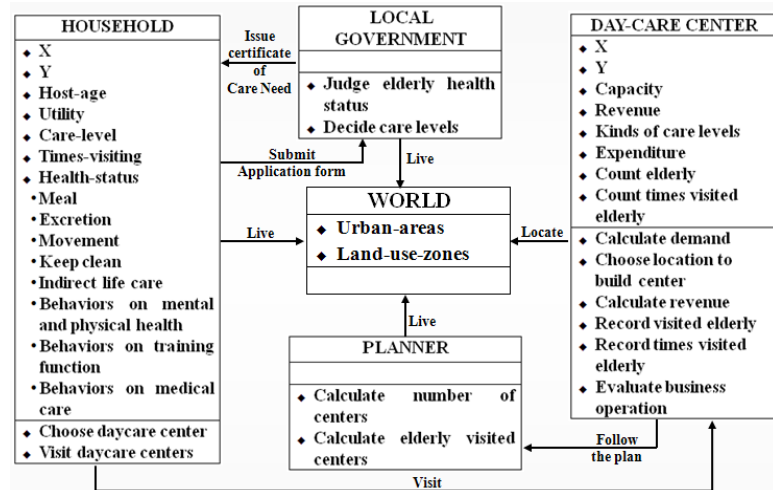 HOUSEHOLD
◆ X
◆ Y
◆ Host-age
◆ Utility
◆ Care-level
◆ Times-visiting
◆ Health-status
• Meal
• Excretion
• Movement
• Keep clean
• Indirect life care
• Behaviors on mental
and physical health
• Behaviors on training
function
• Behaviors on medical
care
◆ Choose daycare center
◆ Visit daycare centers
Issue
certificate
of
Care Need
Submit
Application form
Live
LOCAL
GOVERNMENT
◆ Judge elderly health
status
◆ Decide care levels
Live
WORLD
◆ Urban-areas
◆ Land-use-zones
Live
PLANNER
◆ Calculate number of
centers
◆ Calculate elderly visited
centers
Locate
DAY-CARE CENTER
◆ X
◆ Y
◆ Capacity
◆ Revenue
◆ Kinds of care levels
◆ Expenditure
◆ Count elderly
◆ Count times visited
elderly
◆ Calculate demand
◆ Choose location to
build center
◆ Calculate revenue
◆ Record visited elderly
◆ Record times visited
elderly
◆ Evaluate business
operation
Follow
the plan
Visit